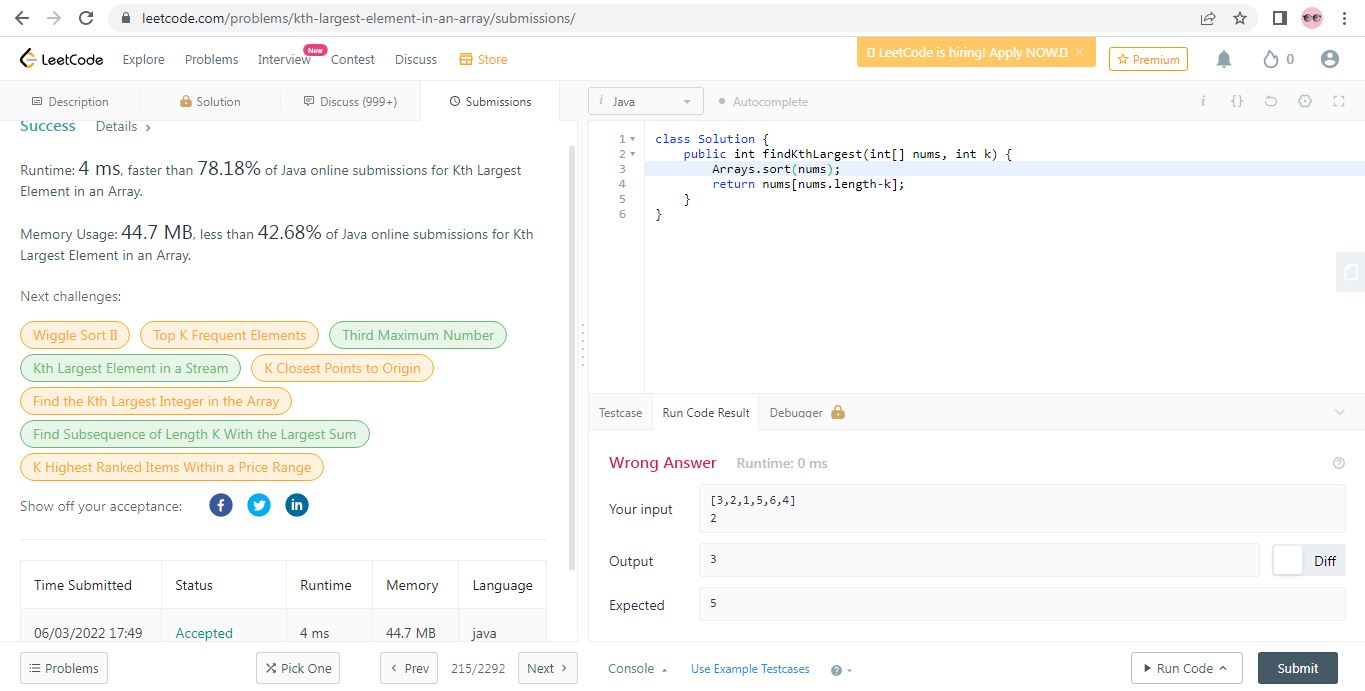 leetcode.com/problems/kth-largest-element-in-an-array/submissions/
LeetCode Explore Problems Interview New Contest Discuss Store LeetCode is hiring! Apply NOW. × Premium 0
Description Solution Discuss (999+) Submissions
Success Details >
Runtime: 4 ms, faster than 78.18% of Java online submissions for Kth Largest
Element in an Array.
Memory Usage: 44.7 MB, less than 42.68% of Java online submissions for Kth
Largest Element in an Array.
Next challenges:
Wiggle Sort II Top K Frequent Elements Third Maximum Number
Kth Largest Element in a Stream K Closest Points to Origin
Find the Kth Largest Integer in the Array
Find Subsequence of Length K With the Largest Sum
K Highest Ranked Items Within a Price Range
Show off your acceptance: f in
Time Submitted Status Runtime Memory Language
06/03/2022 17:49 Accepted 4 ms 44.7 MB java
Problems Pick One < Prev 215/2292 Next >
i Java Autocomplete i {}
1 class Solution {
2 public int findKthLargest(int[] nums, int k) {
3 Arrays.sort(nums);
4 return nums[nums.length-k];
5 }
6 }
Testcase Run Code Result Debugger
Wrong Answer Runtime: 0 ms ?
Your input [3,2,1,5,6,4]
2
Output 3 Diff
Expected 5
Console Use Example Testcases ? Run Code Submit